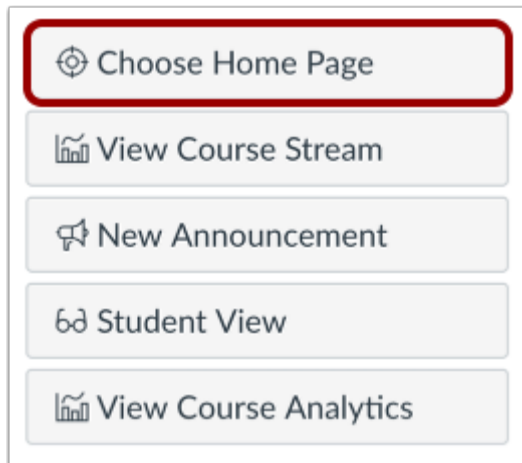 Choose Home Page
View Course Stream
New Announcement
Student View
View Course Analytics